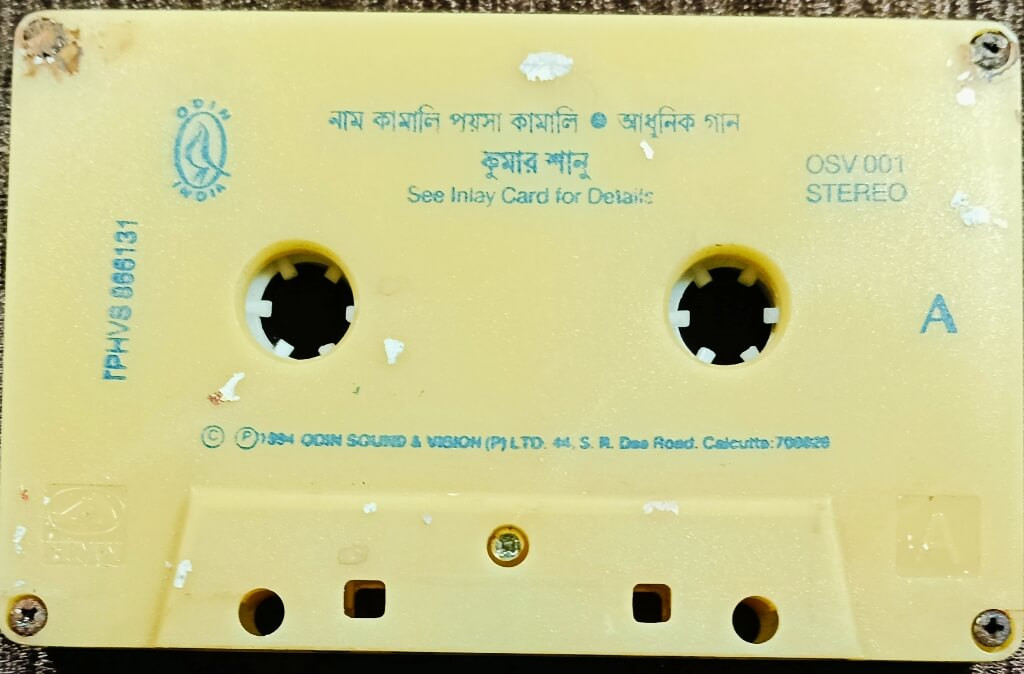 ODIN
INDIA
নাম কামালি পয়সা কামালি ● আধুনিক গান
কুমার শানু
See Inlay Card for Details
OSV 001
STEREO
TPHVS 866131
A
© ℗ 1994 ODIN SOUND & VISION (P) LTD. 44, S. R. Das Road. Calcutta:
A